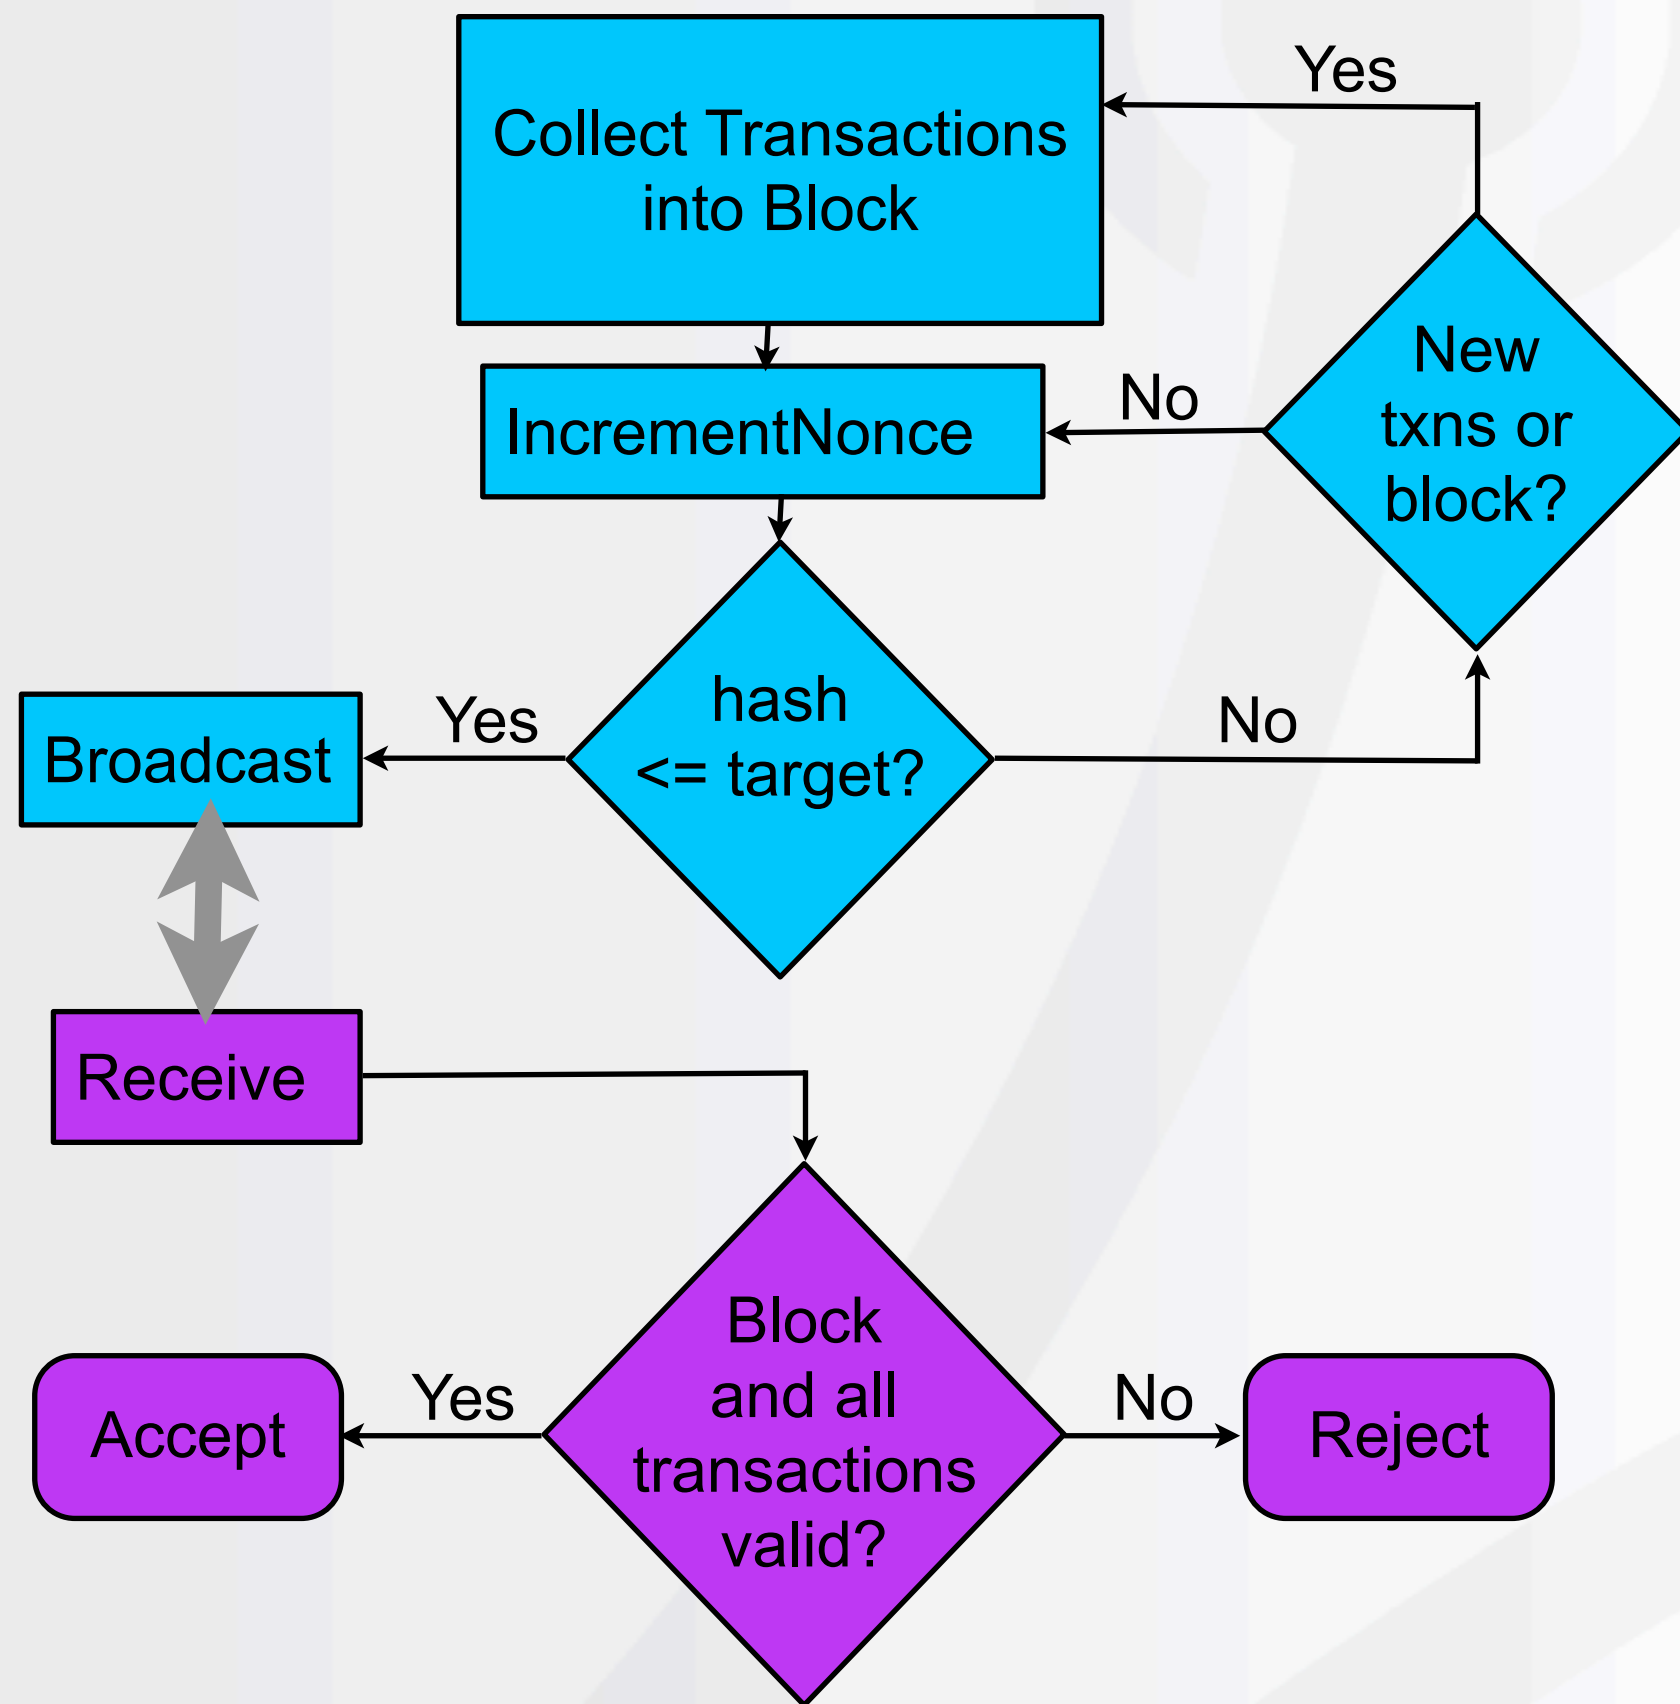 Collect Transactions
into Block
Yes
New
txns or
block?
No
IncrementNonce
hash
<= target?
Yes
No
Broadcast
Receive
Block
and all
transactions
valid?
Yes
No
Accept
Reject